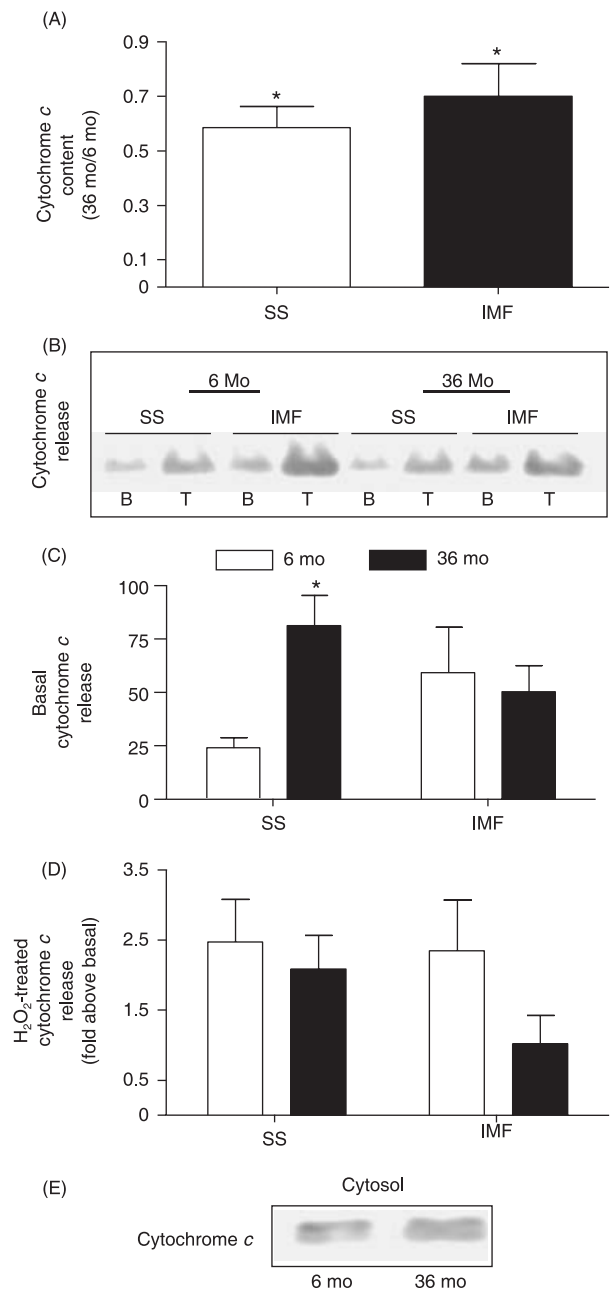 (A)
Cytochrome c
content
(36 mo/6 mo)
0.9
0.7
0.5
0.3
0.1
0
*
*
SS
IMF
(B)
Cytochrome c
release
6 Mo
36 Mo
SS
IMF
SS
IMF
B
T
B
T
B
T
B
T
(C)
6 mo
36 mo
Basal
cytochrome c
release
100
75
50
25
0
*
SS
IMF
(D)
H₂O₂-treated
cytochrome c
release
(fold above basal)
3.5
2.5
1.5
0.5
0
SS
IMF
(E)
Cytosol
Cytochrome c
6 mo
36 mo